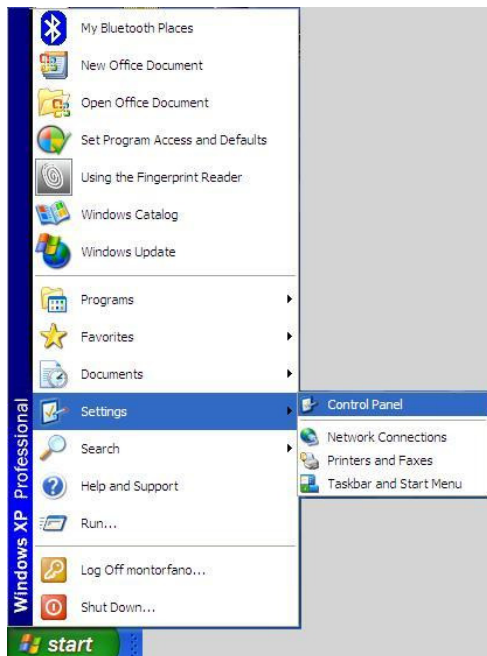 My Bluetooth Places
New Office Document
Open Office Document
Set Program Access and Defaults
Using the Fingerprint Reader
Windows Catalog
Windows Update
Programs
Favorites
Documents
Settings
Control Panel
Network Connections
Printers and Faxes
Taskbar and Start Menu
Search
Help and Support
Run...
Log Off montorfano...
Shut Down...
Windows XP Professional
start